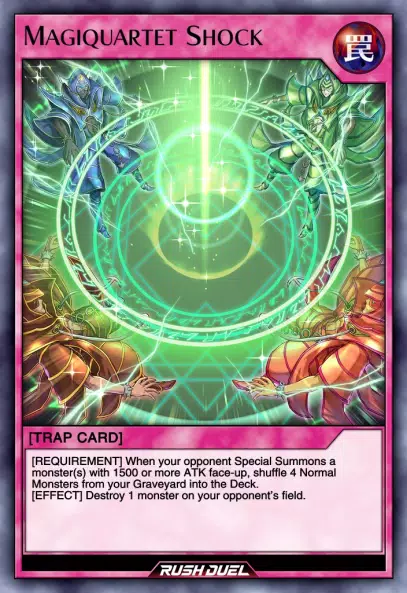 Magiquartet Shock
罠
[TRAP CARD]
[REQUIREMENT] When your opponent Special Summons a
monster(s) with 1500 or more ATK face-up, shuffle 4 Normal
Monsters from your Graveyard into the Deck.
[EFFECT] Destroy 1 monster on your opponent's field.
RUSH DUEL